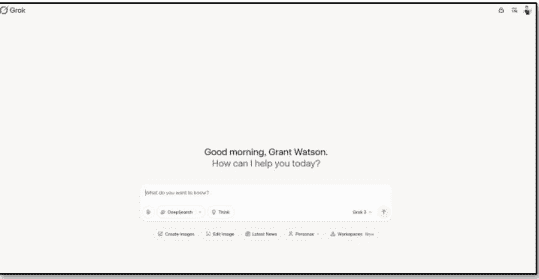 Grok
Good morning, Grant Watson.
How can I help you today?
What do you want to know?
DeepSearch Think Grok 3
Create Images Edit Image Latest News Personas Workspaces New